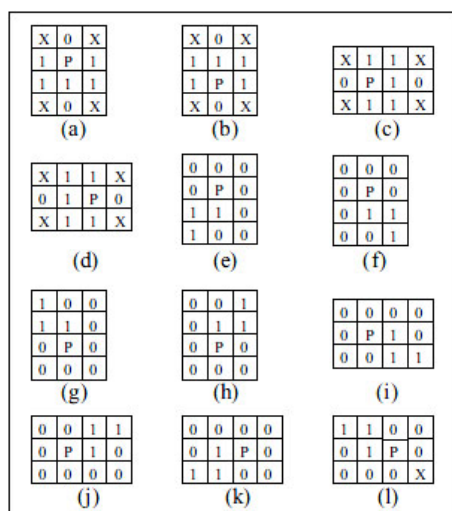 X 0 X
1 P 1
1 1 1
X 0 X
(a)
X 0 X
1 1 1
1 P 1
X 0 X
(b)
X 1 1 X
0 P 1 0
X 1 1 X
(c)
X 1 1 X
0 1 P 0
X 1 1 X
(d)
0 0 0
0 P 0
1 1 0
1 0 0
(e)
0 0 0
0 P 0
0 1 1
0 0 1
(f)
1 0 0
1 1 0
0 P 0
0 0 0
(g)
0 0 1
0 1 1
0 P 0
0 0 0
(h)
0 0 0 0
0 P 1 0
0 0 1 1
(i)
0 0 1 1
0 P 1 0
0 0 0 0
(j)
0 0 0 0
0 1 P 0
1 1 0 0
(k)
1 1 0 0
0 1 P 0
0 0 0 X
(l)